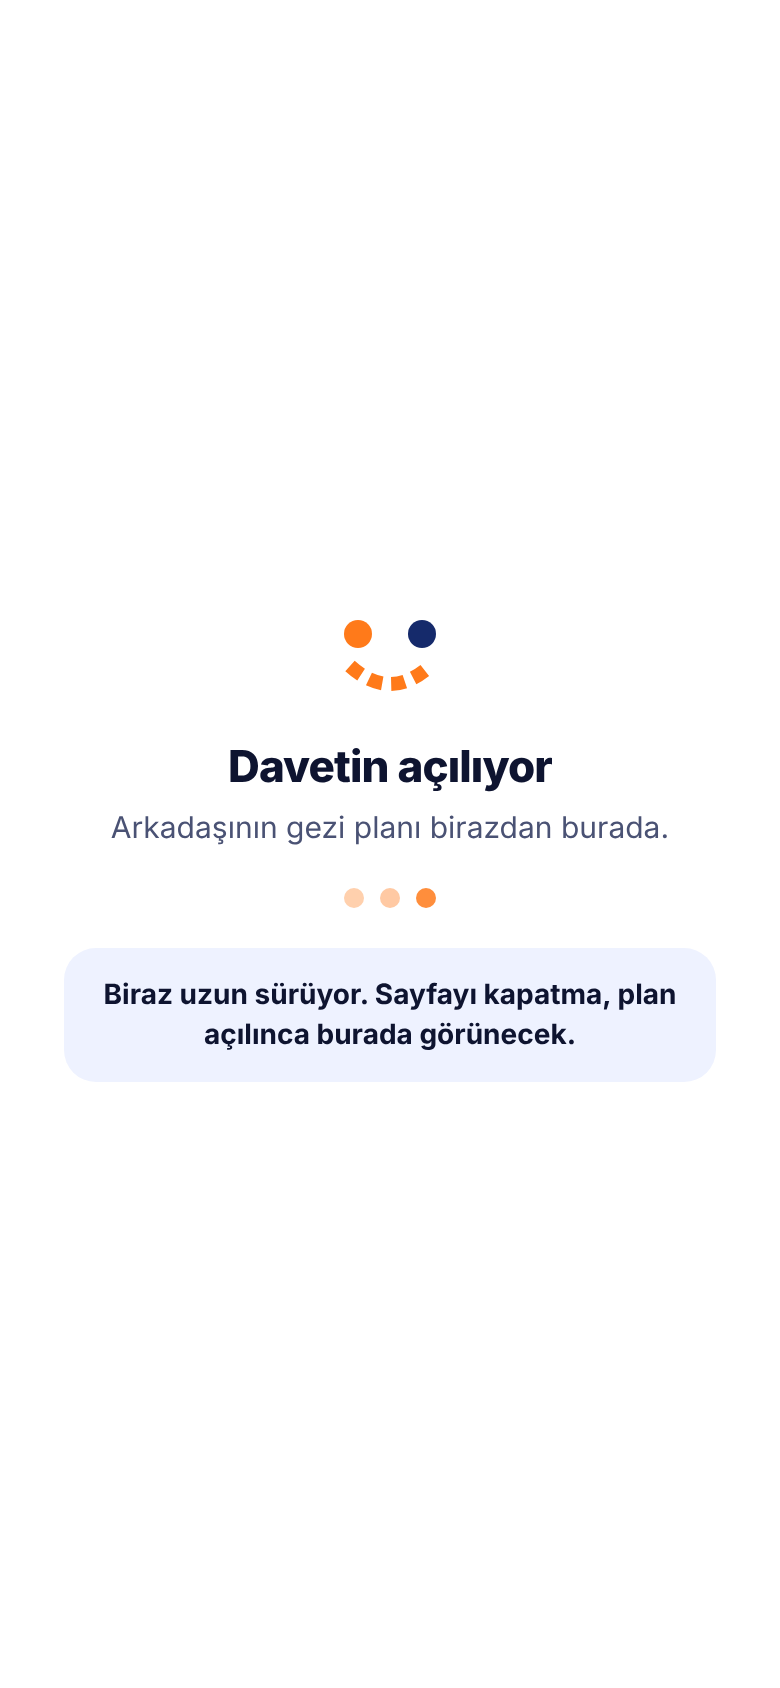 Davetin açılıyor
Arkadaşının gezi planı birazdan burada.
Biraz uzun sürüyor. Sayfayı kapatma, plan
açılınca burada görünecek.